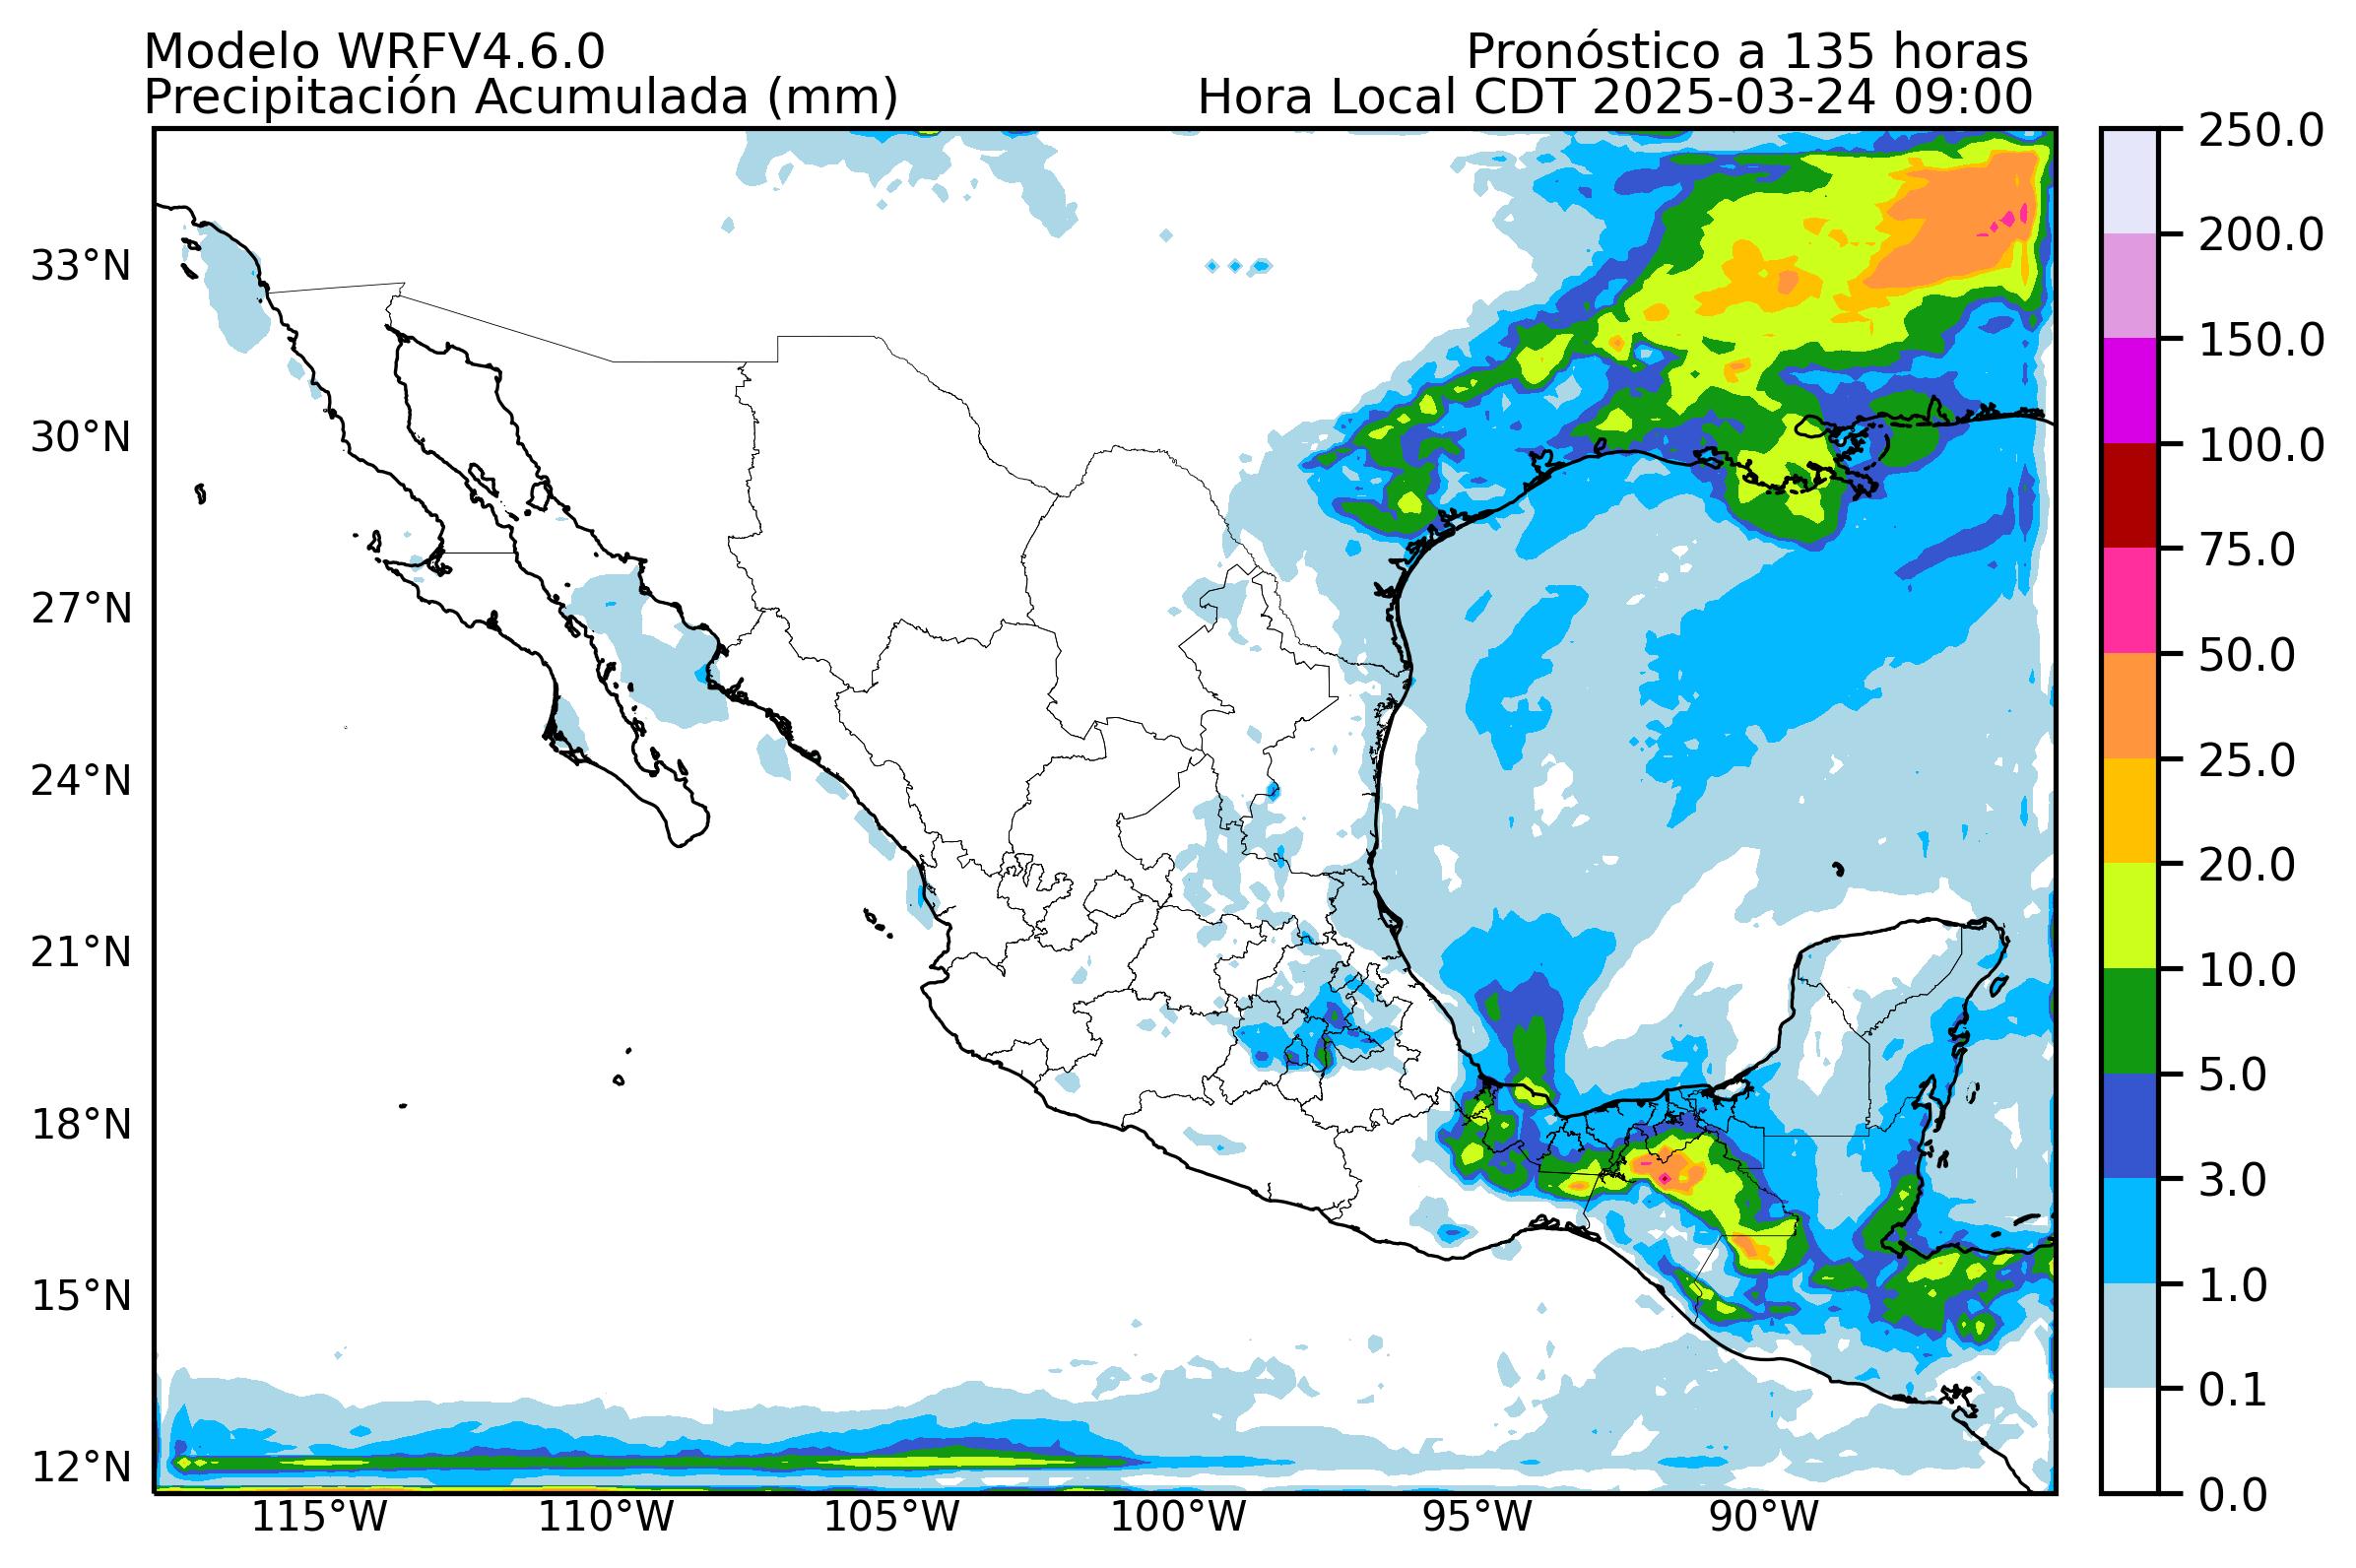 Modelo WRFV4.6.0
Pronóstico a 135 horas
Precipitación Acumulada (mm)
Hora Local CDT 2025-03-24 09:00
250.0
200.0
150.0
100.0
75.0
50.0
25.0
20.0
10.0
5.0
3.0
1.0
0.1
0.0
33°N
30°N
27°N
24°N
21°N
18°N
15°N
12°N
115°W
110°W
105°W
100°W
95°W
90°W